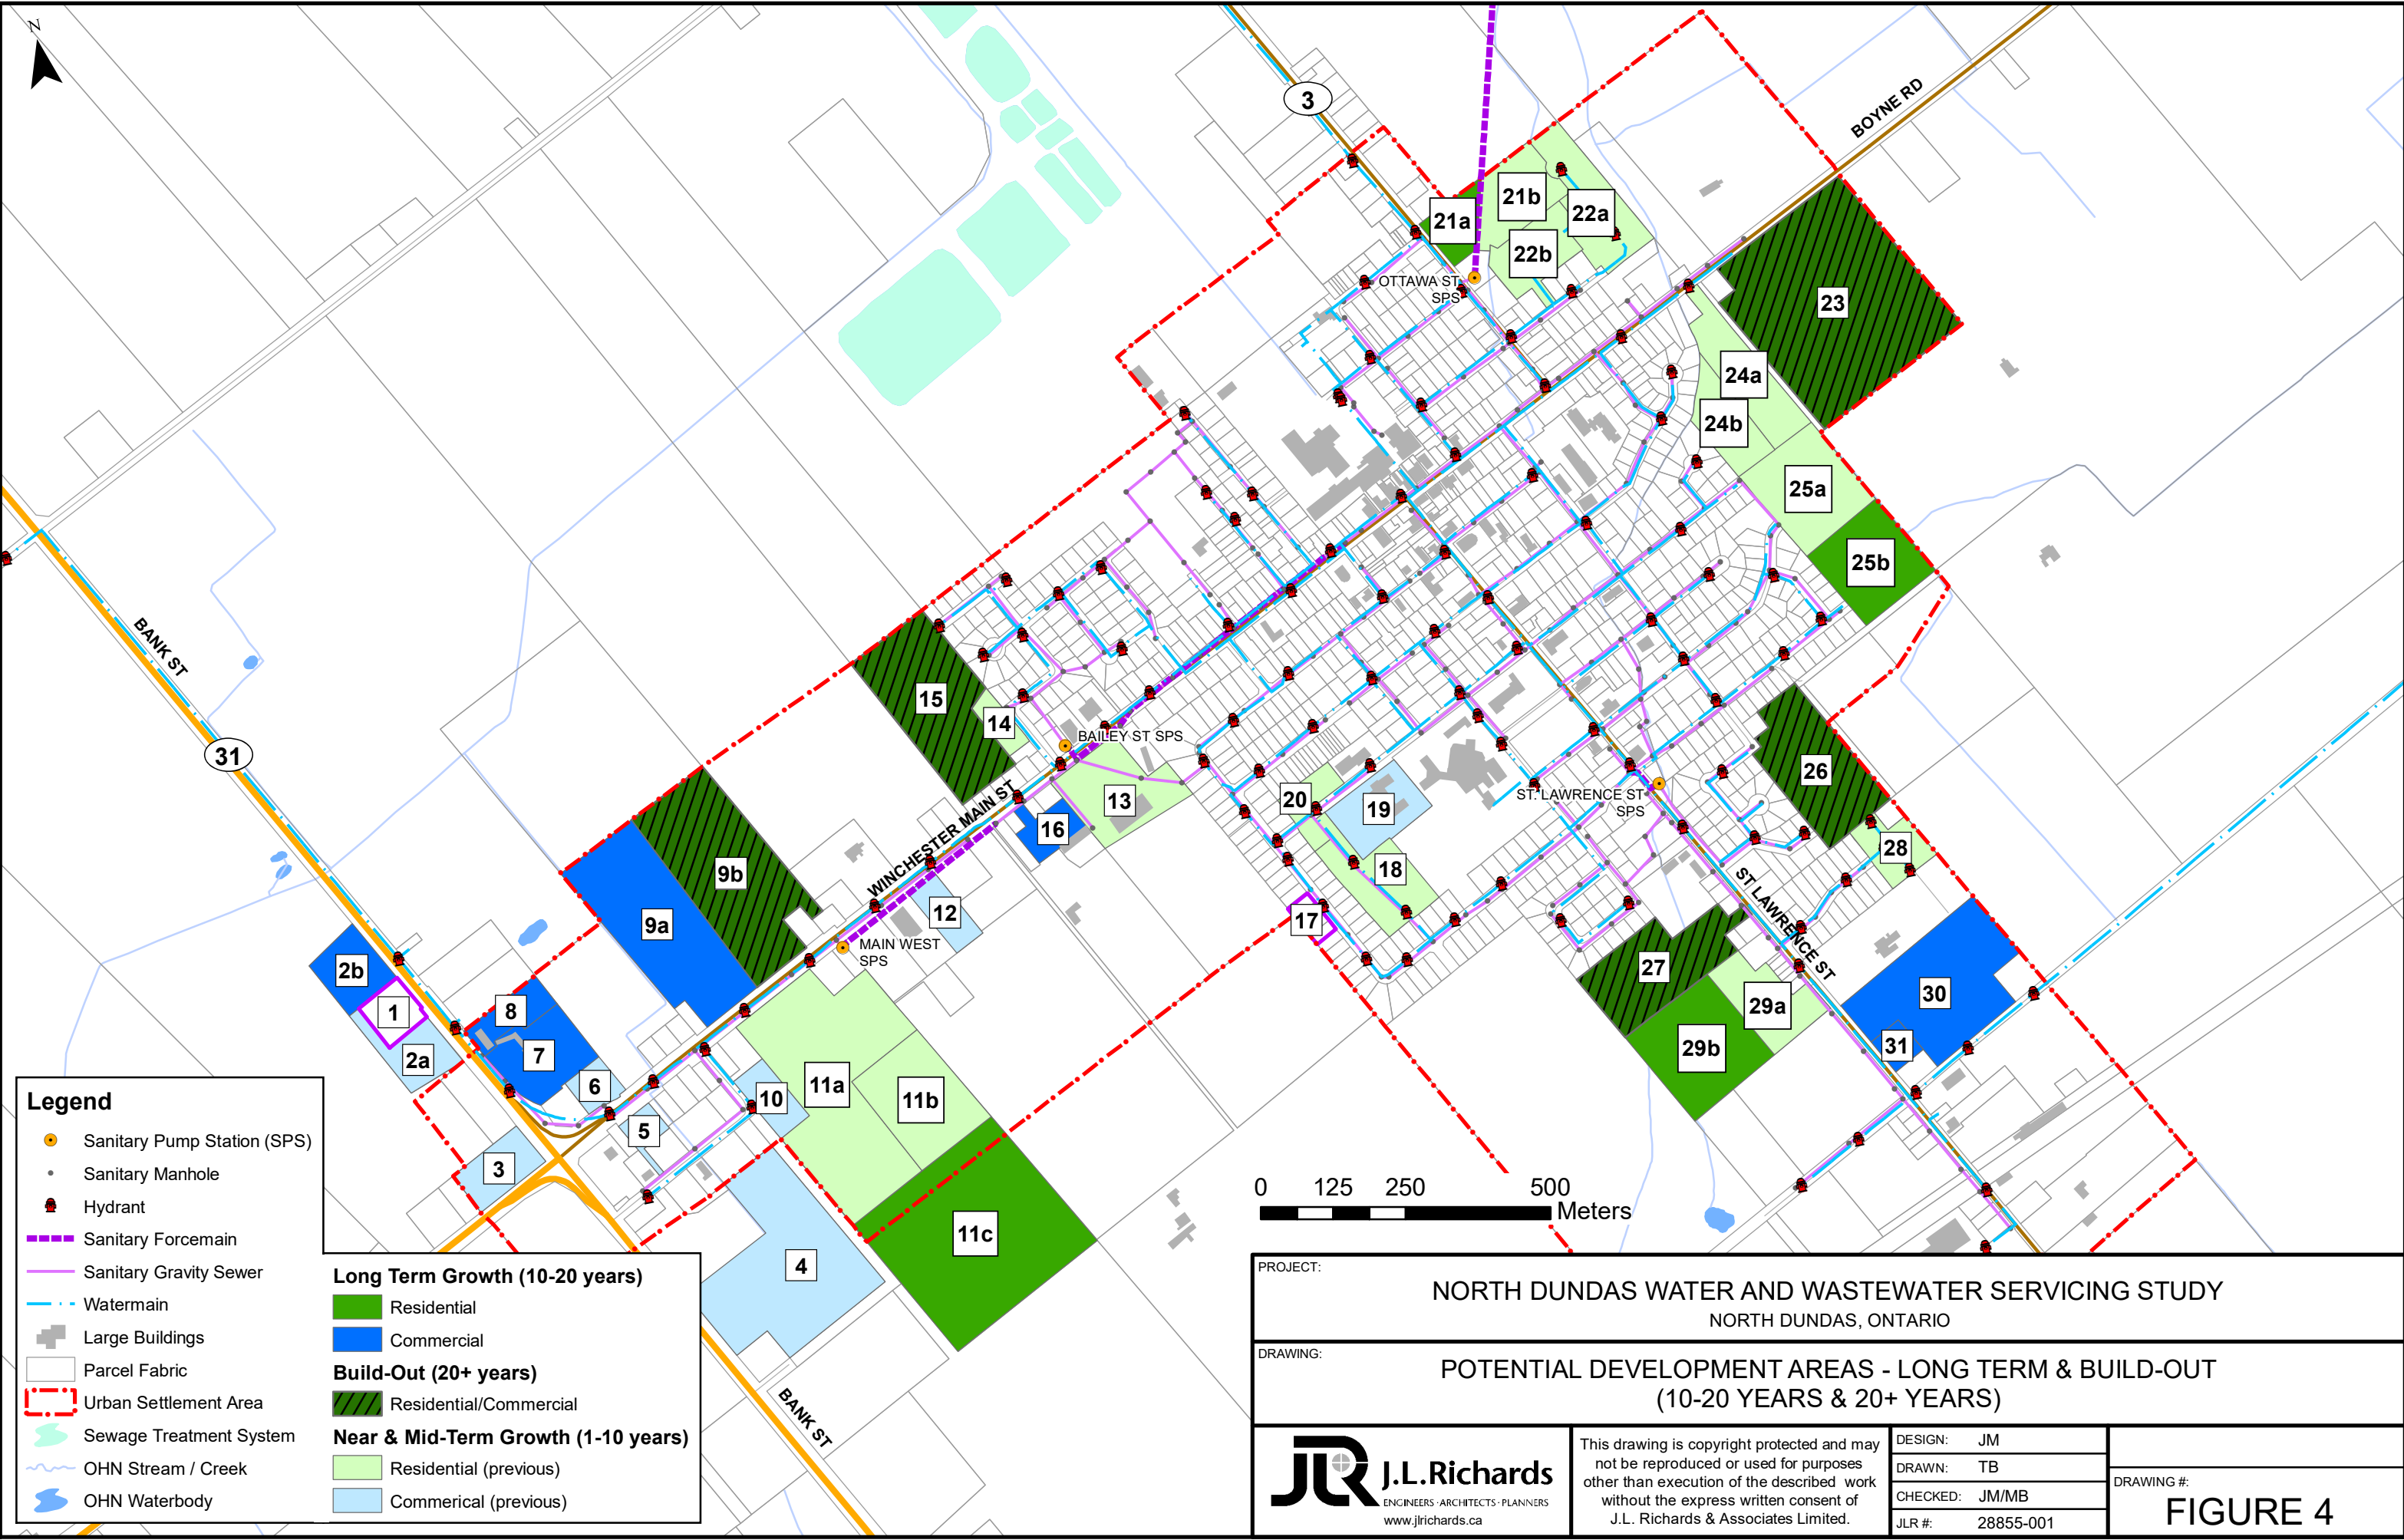 N
3
BOYNE RD
21a
21b
22a
22b
OTTAWA ST
SPS
23
24a
24b
25a
25b
BANK ST
31
15
14
BAILEY ST SPS
13
16
WINCHESTER MAIN ST
9b
9a
12
MAIN WEST
SPS
20
19
18
17
ST. LAWRENCE ST
SPS
26
28
ST LAWRENCE ST
27
29a
29b
30
31
2b
1
2a
8
7
6
5
3
10
11a
11b
11c
4
BANK ST
0 125 250 500
Meters
Legend
Sanitary Pump Station (SPS)
Sanitary Manhole
Hydrant
Sanitary Forcemain
Sanitary Gravity Sewer
Watermain
Large Buildings
Parcel Fabric
Urban Settlement Area
Sewage Treatment System
OHN Stream / Creek
OHN Waterbody
Long Term Growth (10-20 years)
Residential
Commercial
Build-Out (20+ years)
Residential/Commercial
Near & Mid-Term Growth (1-10 years)
Residential (previous)
Commerical (previous)
PROJECT:
NORTH DUNDAS WATER AND WASTEWATER SERVICING STUDY
NORTH DUNDAS, ONTARIO
DRAWING:
POTENTIAL DEVELOPMENT AREAS - LONG TERM & BUILD-OUT
(10-20 YEARS & 20+ YEARS)
JLR J.L.Richards
ENGINEERS · ARCHITECTS · PLANNERS
www.jlrichards.ca
This drawing is copyright protected and may
not be reproduced or used for purposes
other than execution of the described work
without the express written consent of
J.L. Richards & Associates Limited.
DESIGN: JM
DRAWN: TB
CHECKED: JM/MB
JLR #: 28855-001
DRAWING #:
FIGURE 4